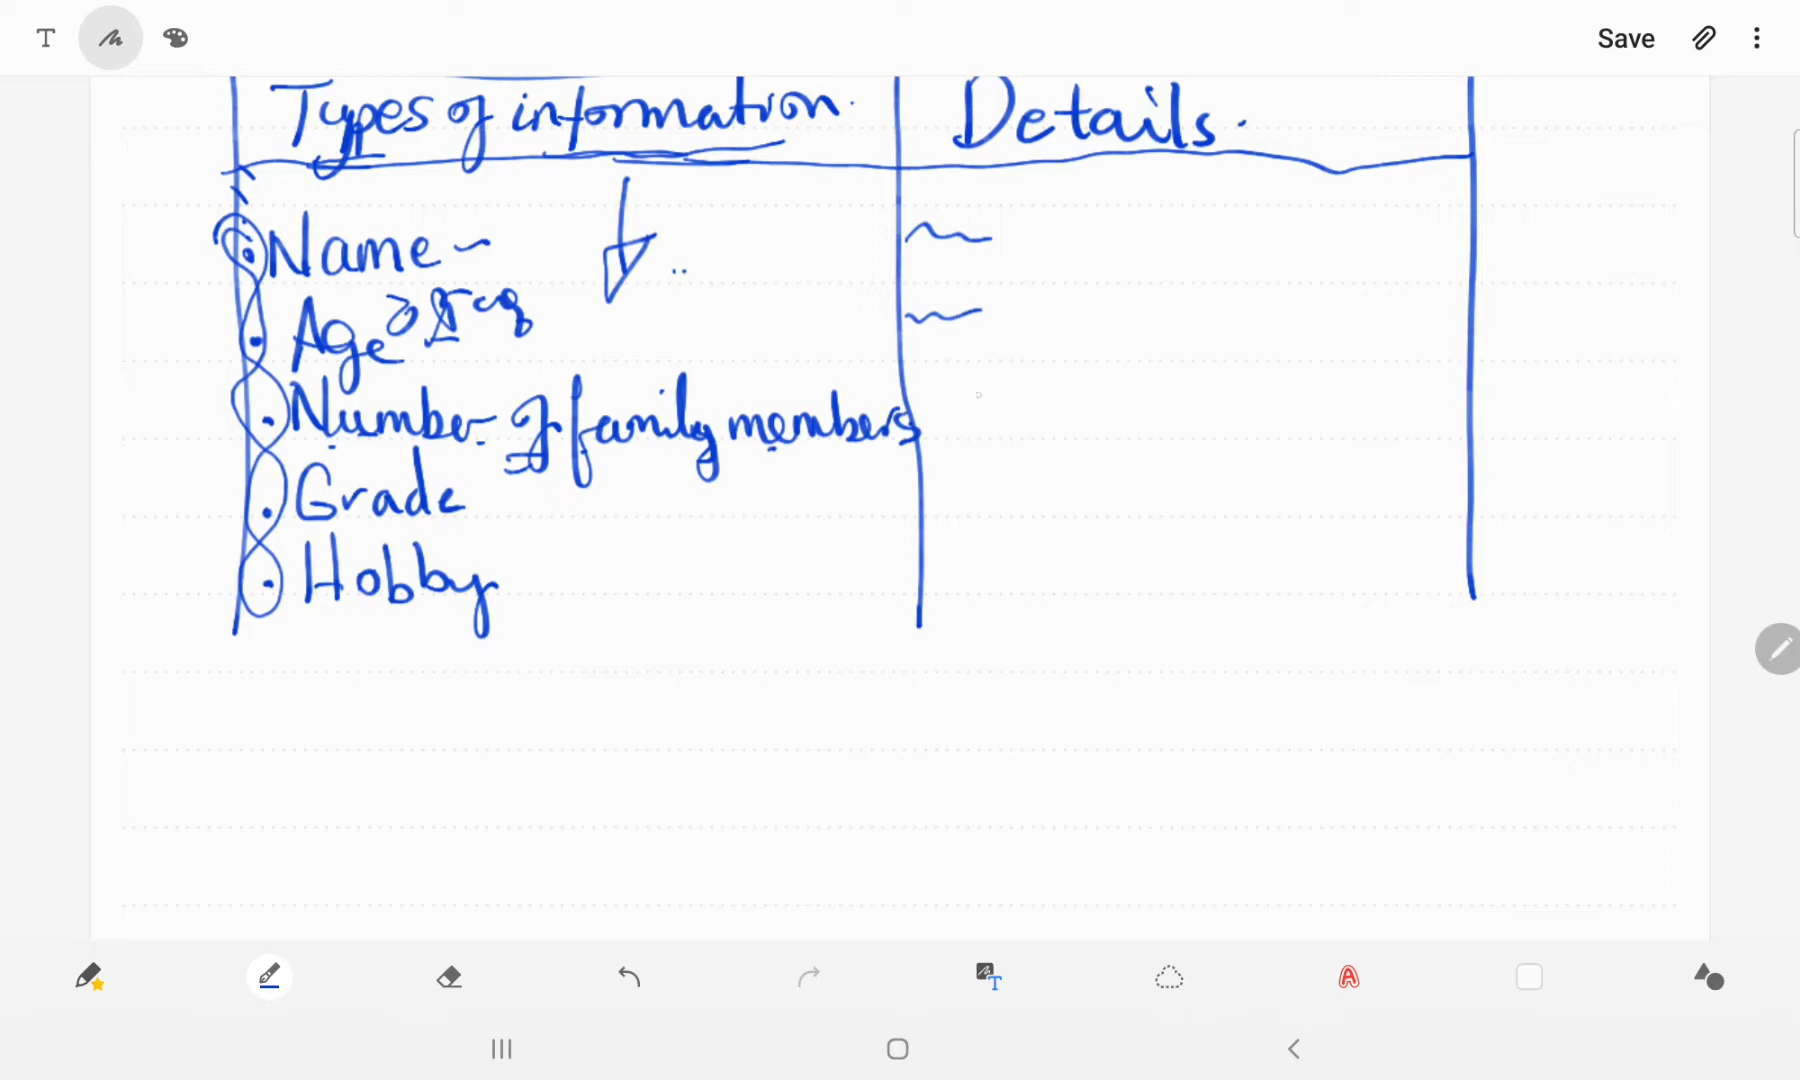 T Save
Types of information. Details.
Name -
Age
Number of family members
Grade
Hobby